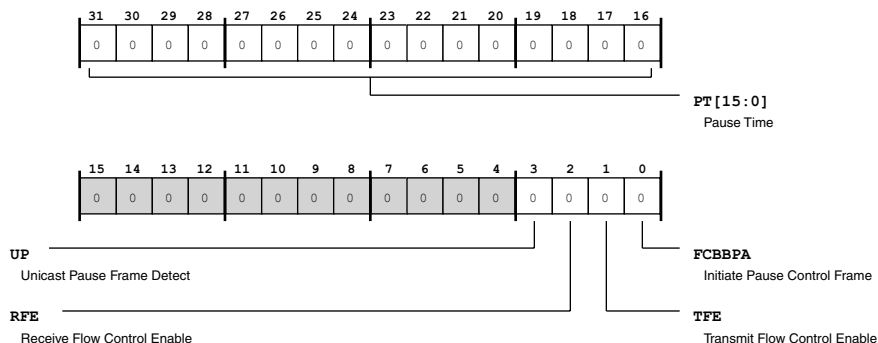 31 30 29 28 27 26 25 24 23 22 21 20 19 18 17 16
0 0 0 0 0 0 0 0 0 0 0 0 0 0 0 0
PT[15:0]
Pause Time
15 14 13 12 11 10 9 8 7 6 5 4 3 2 1 0
0 0 0 0 0 0 0 0 0 0 0 0 0 0 0 0
UP
Unicast Pause Frame Detect
FCBBPA
Initiate Pause Control Frame
RFE
Receive Flow Control Enable
TFE
Transmit Flow Control Enable